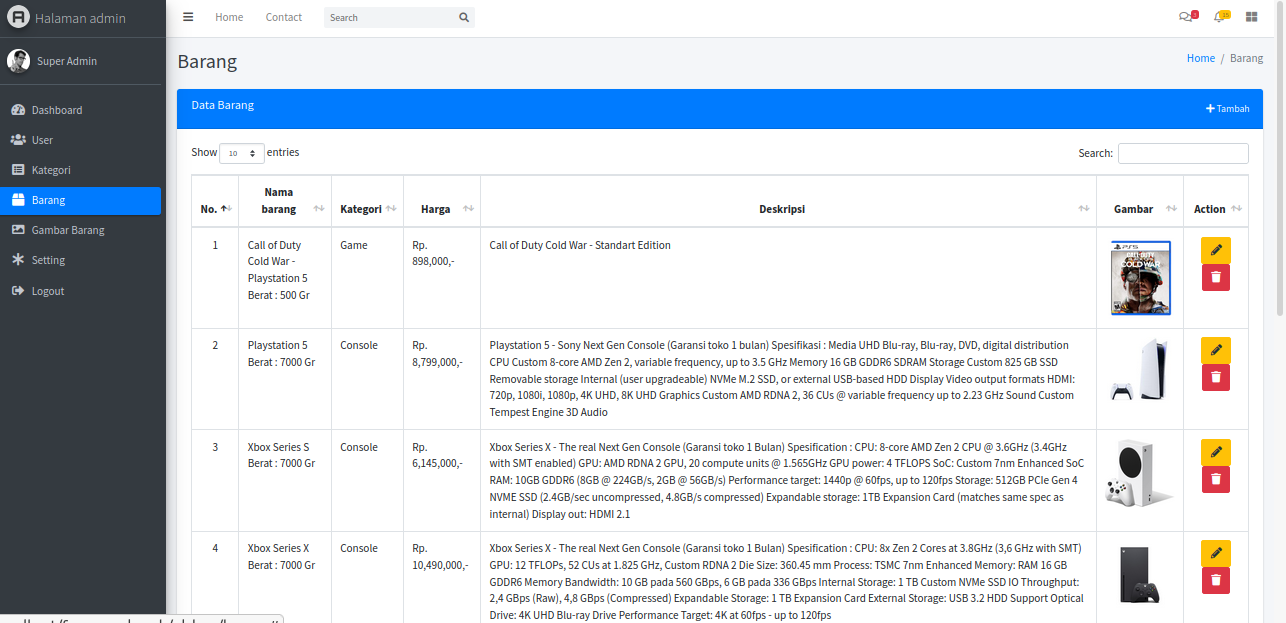 Halaman admin
Home Contact Search
Super Admin
Dashboard
User
Kategori
Barang
Gambar Barang
Setting
Logout
Barang
Home / Barang
Data Barang
Tambah
Show 10 entries
Search:
No. Nama barang Kategori Harga Deskripsi Gambar Action
1
Call of Duty
Cold War -
Playstation 5
Berat : 500 Gr
Game
Rp.
898,000,-
Call of Duty Cold War - Standart Edition
PS5
CALL OF DUTY
COLD WAR
2
Playstation 5
Berat : 7000 Gr
Console
Rp.
8,799,000,-
Playstation 5 - Sony Next Gen Console (Garansi toko 1 bulan) Spesifikasi : Media UHD Blu-ray, Blu-ray, DVD, digital distribution
CPU Custom 8-core AMD Zen 2, variable frequency, up to 3.5 GHz Memory 16 GB GDDR6 SDRAM Storage Custom 825 GB SSD
Removable storage Internal (user upgradeable) NVMe M.2 SSD, or external USB-based HDD Display Video output formats HDMI:
720p, 1080i, 1080p, 4K UHD, 8K UHD Graphics Custom AMD RDNA 2, 36 CUs @ variable frequency up to 2.23 GHz Sound Custom
Tempest Engine 3D Audio
3
Xbox Series S
Berat : 7000 Gr
Console
Rp.
6,145,000,-
Xbox Series X - The real Next Gen Console (Garansi toko 1 Bulan) Spesification : CPU: 8-core AMD Zen 2 CPU @ 3.6GHz (3.4GHz
with SMT enabled) GPU: AMD RDNA 2 GPU, 20 compute units @ 1.565GHz GPU power: 4 TFLOPS SoC: Custom 7nm Enhanced SoC
RAM: 10GB GDDR6 (8GB @ 224GB/s, 2GB @ 56GB/s) Performance target: 1440p @ 60fps, up to 120fps Storage: 512GB PCIe Gen 4
NVME SSD (2.4GB/sec uncompressed, 4.8GB/s compressed) Expandable storage: 1TB Expansion Card (matches same spec as
internal) Display out: HDMI 2.1
4
Xbox Series X
Berat : 7000 Gr
Console
Rp.
10,490,000,-
Xbox Series X - The real Next Gen Console (Garansi toko 1 Bulan) Spesification : CPU: 8x Zen 2 Cores at 3.8GHz (3,6 GHz with SMT)
GPU: 12 TFLOPs, 52 CUs at 1.825 GHz, Custom RDNA 2 Die Size: 360.45 mm Process: TSMC 7nm Enhanced Memory: RAM 16 GB
GDDR6 Memory Bandwidth: 10 GB pada 560 GBps, 6 GB pada 336 GBps Internal Storage: 1 TB Custom NVMe SSD IO Throughput:
2,4 GBps (Raw), 4,8 GBps (Compressed) Expandable Storage: 1 TB Expansion Card External Storage: USB 3.2 HDD Support Optical
Drive: 4K UHD Blu-ray Drive Performance Target: 4K at 60fps - up to 120fps